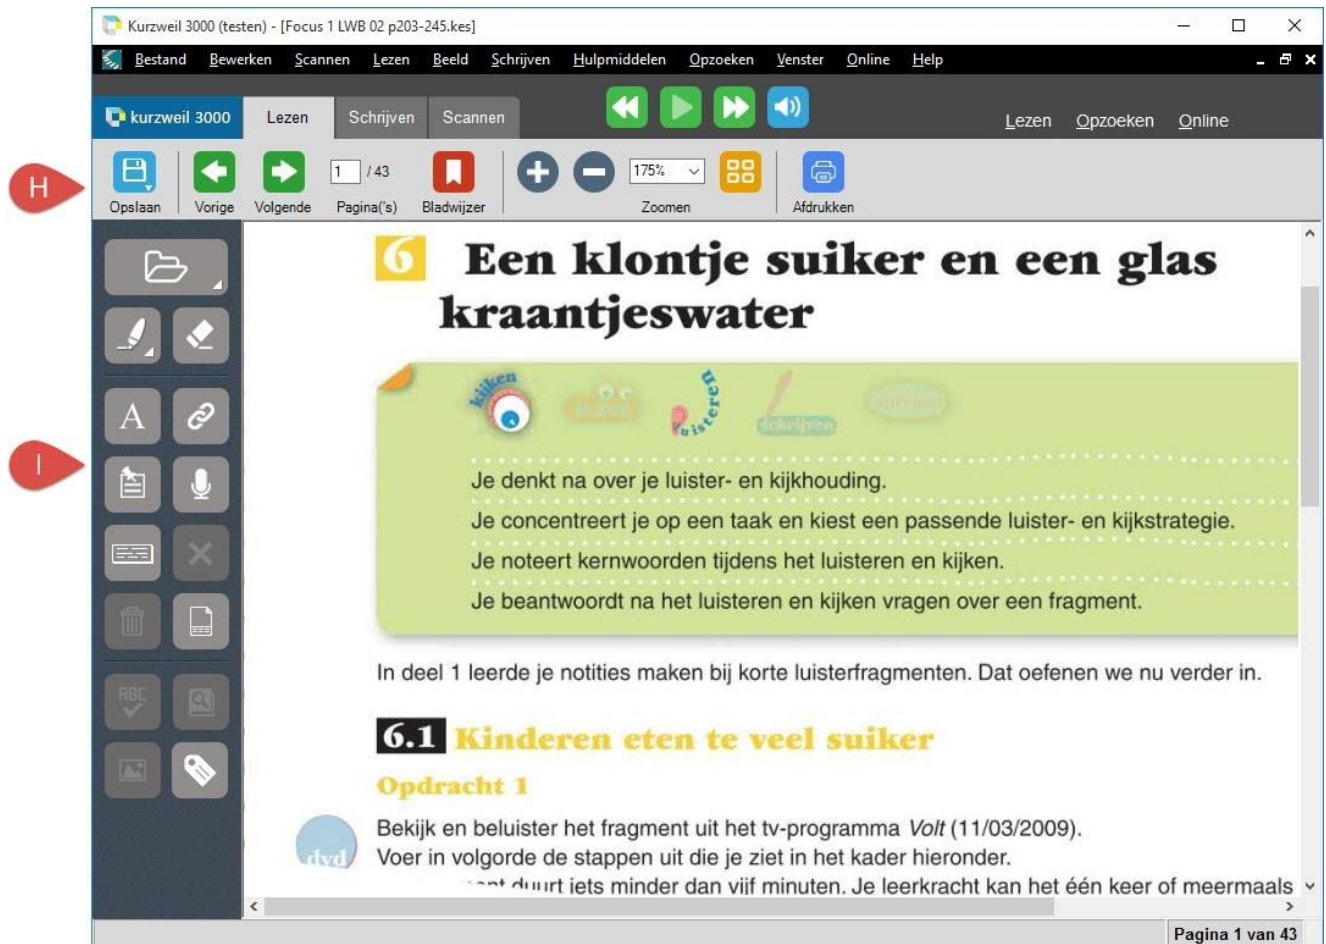 Kurzweil 3000 (testen) - [Focus 1 LWB 02 p203-245.kes]
Bestand Bewerken Scannen Lezen Beeld Schrijven Hulpmiddelen Opzoeken Venster Online Help
kurzweil 3000 Lezen Schrijven Scannen Lezen Opzoeken Online
H
1 / 43 175%
Opslaan Vorige Volgende Pagina('s) Bladwijzer Zoomen Afdrukken
6 Een klontje suiker en een glas
kraantjeswater
kijken lezen luisteren schrijven spreken
I
A
Je denkt na over je luister- en kijkhouding.
Je concentreert je op een taak en kiest een passende luister- en kijkstrategie.
Je noteert kernwoorden tijdens het luisteren en kijken.
Je beantwoordt na het luisteren en kijken vragen over een fragment.
In deel 1 leerde je notities maken bij korte luisterfragmenten. Dat oefenen we nu verder in.
ABC
6.1 Kinderen eten te veel suiker
Opdracht 1
dvd
Bekijk en beluister het fragment uit het tv-programma Volt (11/03/2009).
Voer in volgorde de stappen uit die je ziet in het kader hieronder.
duurt iets minder dan vijf minuten. Je leerkracht kan het één keer of meermaals
Pagina 1 van 43